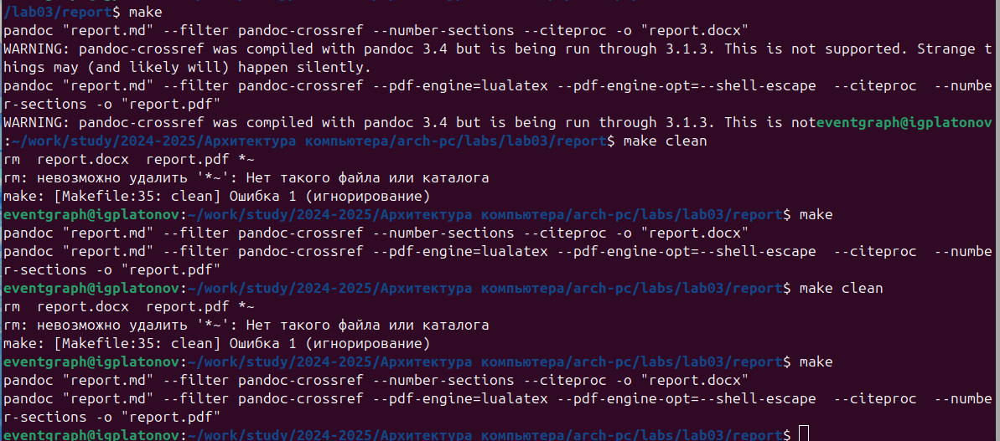 /lab03/report$ make
pandoc "report.md" --filter pandoc-crossref --number-sections --citeproc -o "report.docx"
WARNING: pandoc-crossref was compiled with pandoc 3.4 but is being run through 3.1.3. This is not supported. Strange t
hings may (and likely will) happen silently.
pandoc "report.md" --filter pandoc-crossref --pdf-engine=lualatex --pdf-engine-opt=--shell-escape  --citeproc  --numbe
r-sections -o "report.pdf"
WARNING: pandoc-crossref was compiled with pandoc 3.4 but is being run through 3.1.3. This is noteventgraph@igplatonov
:~/work/study/2024-2025/Архитектура компьютера/arch-pc/labs/lab03/report$ make clean
rm  report.docx  report.pdf *~
rm: невозможно удалить '*~': Нет такого файла или каталога
make: [Makefile:35: clean] Ошибка 1 (игнорирование)
eventgraph@igplatonov:~/work/study/2024-2025/Архитектура компьютера/arch-pc/labs/lab03/report$ make
pandoc "report.md" --filter pandoc-crossref --number-sections --citeproc -o "report.docx"
pandoc "report.md" --filter pandoc-crossref --pdf-engine=lualatex --pdf-engine-opt=--shell-escape  --citeproc  --numbe
r-sections -o "report.pdf"
eventgraph@igplatonov:~/work/study/2024-2025/Архитектура компьютера/arch-pc/labs/lab03/report$ make clean
rm  report.docx  report.pdf *~
rm: невозможно удалить '*~': Нет такого файла или каталога
make: [Makefile:35: clean] Ошибка 1 (игнорирование)
eventgraph@igplatonov:~/work/study/2024-2025/Архитектура компьютера/arch-pc/labs/lab03/report$ make
pandoc "report.md" --filter pandoc-crossref --number-sections --citeproc -o "report.docx"
pandoc "report.md" --filter pandoc-crossref --pdf-engine=lualatex --pdf-engine-opt=--shell-escape  --citeproc  --numbe
r-sections -o "report.pdf"
eventgraph@igplatonov:~/work/study/2024-2025/Архитектура компьютера/arch-pc/labs/lab03/report$